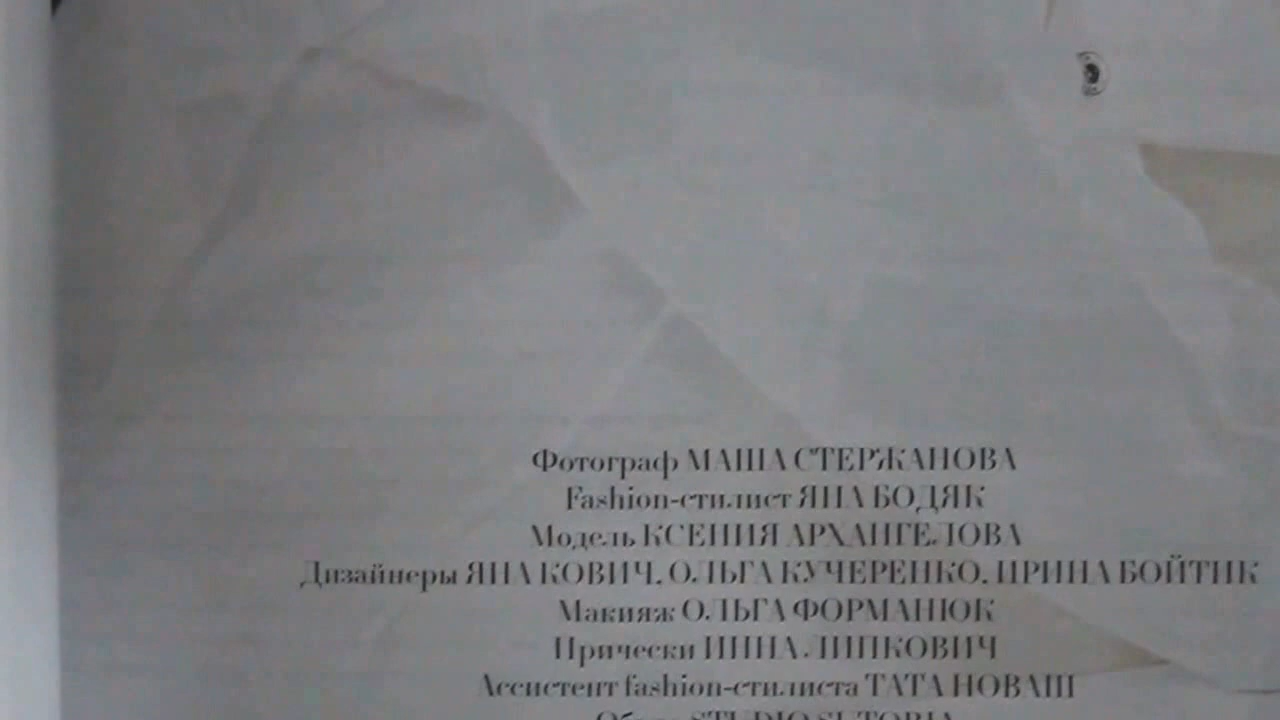 Фотограф МАША СТЕРЖАНОВА
Fashion-стилист ЯНА БОДЯК
Модель КСЕНИЯ АРХАНГЕЛОВА
Дизайнеры ЯНА КОВИЧ, ОЛЬГА КУЧЕРЕНКО, ИРИНА БОЙТИК
Макияж ОЛЬГА ФОРМАНЮК
Прически ИННА ЛИПКОВИЧ
Ассистент fashion-стилиста ТАТА НОВАШ